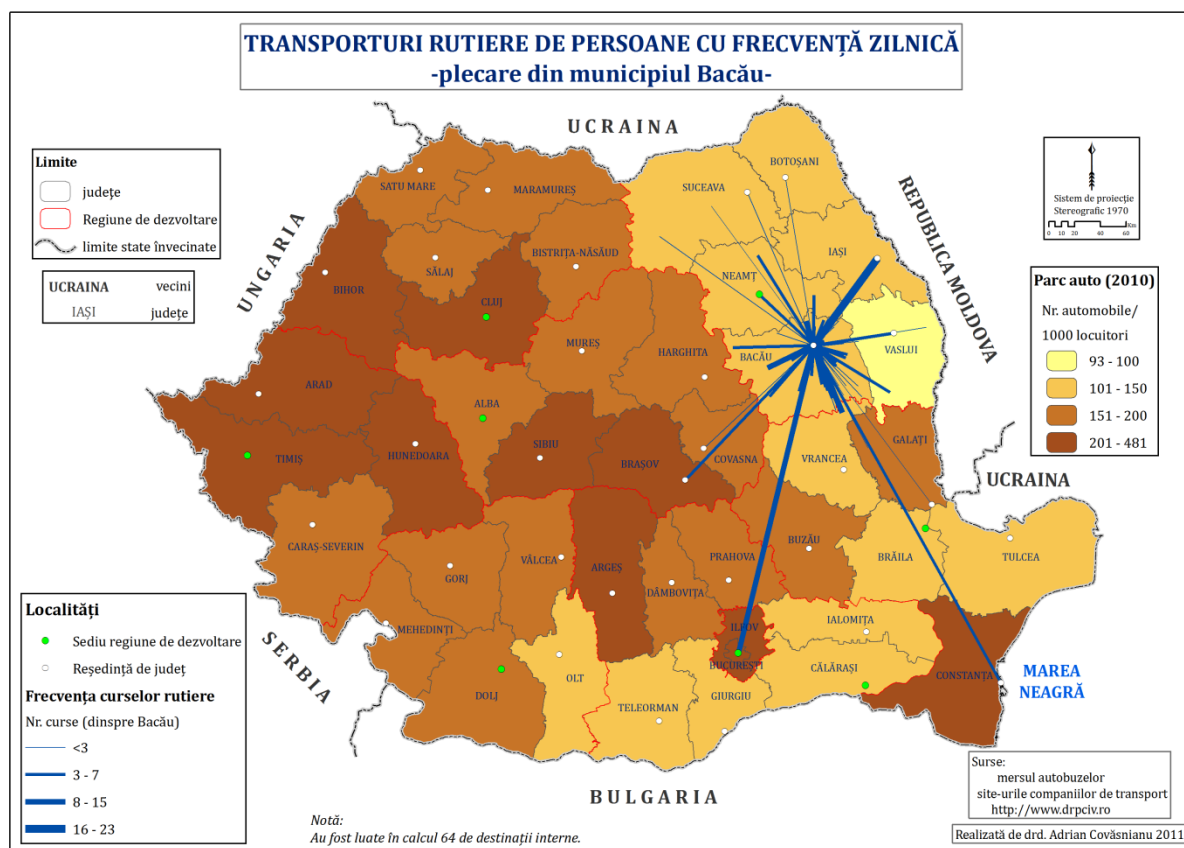 TRANSPORTURI RUTIERE DE PERSOANE CU FRECVENȚĂ ZILNICĂ
-plecare din municipiul Bacău-
Limite
județe
Regiune de dezvoltare
limite state învecinate
UCRAINA vecini
IAȘI județe
Sistem de proiecție
Stereografic 1970
0 10 20 40 60 Km
Parc auto (2010)
Nr. automobile/
1000 locuitori
93 - 100
101 - 150
151 - 200
201 - 481
UCRAINA
UNGARIA
REPUBLICA MOLDOVA
UCRAINA
SERBIA
BULGARIA
MAREA
NEAGRĂ
BOTOȘANI
SUCEAVA
SATU MARE
MARAMUREȘ
BISTRIȚA-NĂSĂUD
IAȘI
SĂLAJ
NEAMȚ
BIHOR
CLUJ
MUREȘ
HARGHITA
BACĂU
VASLUI
ARAD
ALBA
TIMIȘ
HUNEDOARA
SIBIU
BRAȘOV
COVASNA
VRANCEA
GALAȚI
CARAȘ-SEVERIN
GORJ
VÂLCEA
ARGEȘ
DÂMBOVIȚA
PRAHOVA
BUZĂU
BRĂILA
TULCEA
MEHEDINȚI
ILFOV
IALOMIȚA
BUCUREȘTI
CĂLĂRAȘI
CONSTANȚA
DOLJ
OLT
TELEORMAN
GIURGIU
Localități
Sediu regiune de dezvoltare
Reședință de județ
Frecvența curselor rutiere
Nr. curse (dinspre Bacău)
<3
3 - 7
8 - 15
16 - 23
Notă:
Au fost luate în calcul 64 de destinații interne.
Surse:
mersul autobuzelor
site-urile companiilor de transport
http://www.drpciv.ro
Realizată de drd. Adrian Covăsnianu 2011